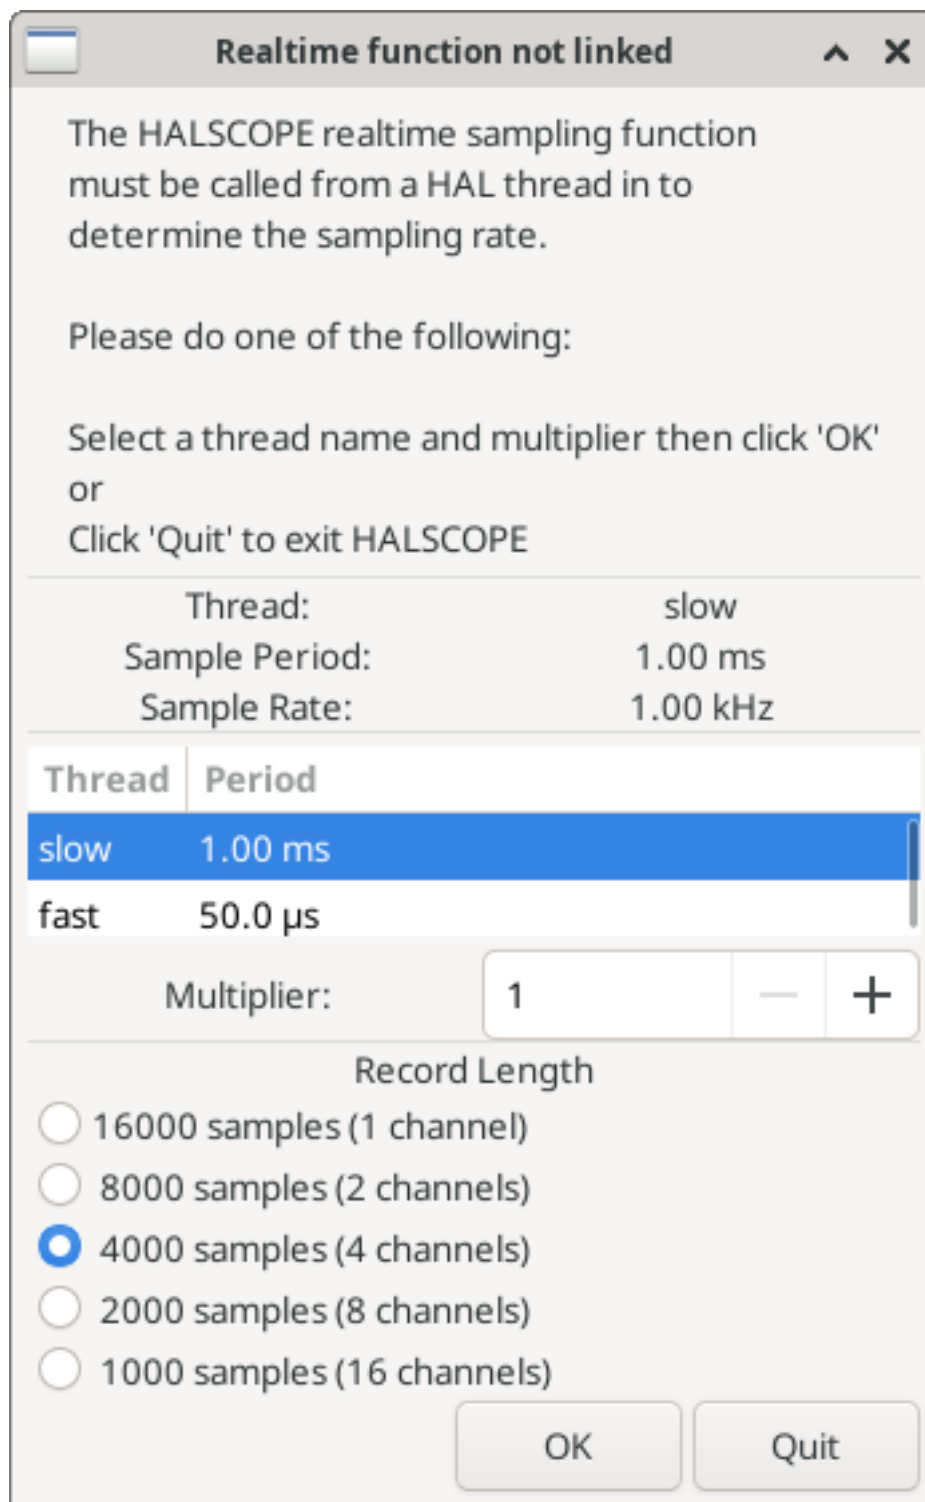 Realtime function not linked
The HALSCOPE realtime sampling function
must be called from a HAL thread in to
determine the sampling rate.
Please do one of the following:
Select a thread name and multiplier then click 'OK'
or
Click 'Quit' to exit HALSCOPE
Thread: slow
Sample Period: 1.00 ms
Sample Rate: 1.00 kHz
Thread Period
slow 1.00 ms
fast 50.0 µs
Multiplier: 1
Record Length
16000 samples (1 channel)
8000 samples (2 channels)
4000 samples (4 channels)
2000 samples (8 channels)
1000 samples (16 channels)
OK Quit